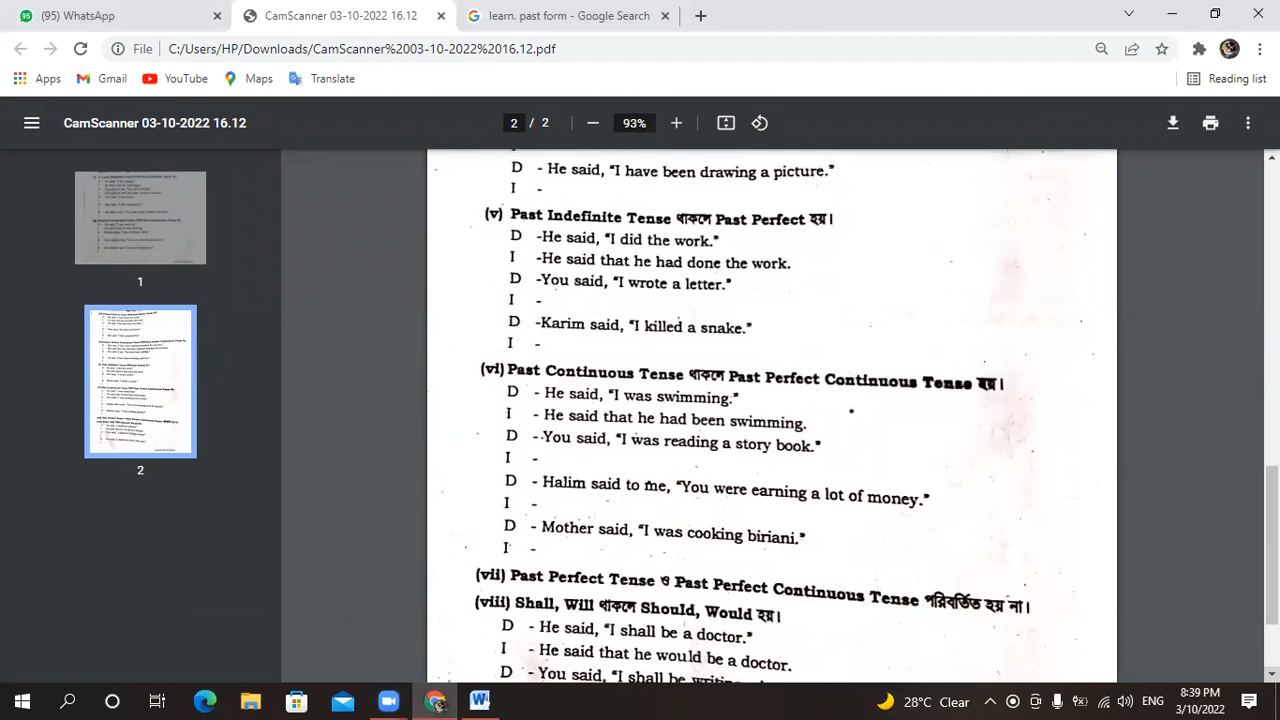 (95) WhatsApp
CamScanner 03-10-2022 16.12
learn. past form - Google Search
File C:/Users/HP/Downloads/CamScanner%2003-10-2022%2016.12.pdf
Apps Gmail YouTube Maps Translate Reading list
CamScanner 03-10-2022 16.12 2 / 2 93%
1
2
D - He said, “I have been drawing a picture.”
I -
(v) Past Indefinite Tense থাকলে Past Perfect হয়।
D -He said, “I did the work.”
I -He said that he had done the work.
D -You said, “I wrote a letter.”
I -
D -Karim said, “I killed a snake.”
I -
(vi) Past Continuous Tense থাকলে Past Perfect Continuous Tense হয়।
D - He said, “I was swimming.”
I - He said that he had been swimming.
D - You said, “I was reading a story book.”
I -
D - Halim said to me, “You were earning a lot of money.”
I -
D - Mother said, “I was cooking biriani.”
I -
(vii) Past Perfect Tense ও Past Perfect Continuous Tense পরিবর্তিত হয় না।
(viii) Shall, Will থাকলে Should, Would হয়।
D - He said, “I shall be a doctor.”
I - He said that he would be a doctor.
D - You said, “I shall be writing
28°C Clear ENG 8:39 PM
3/10/2022